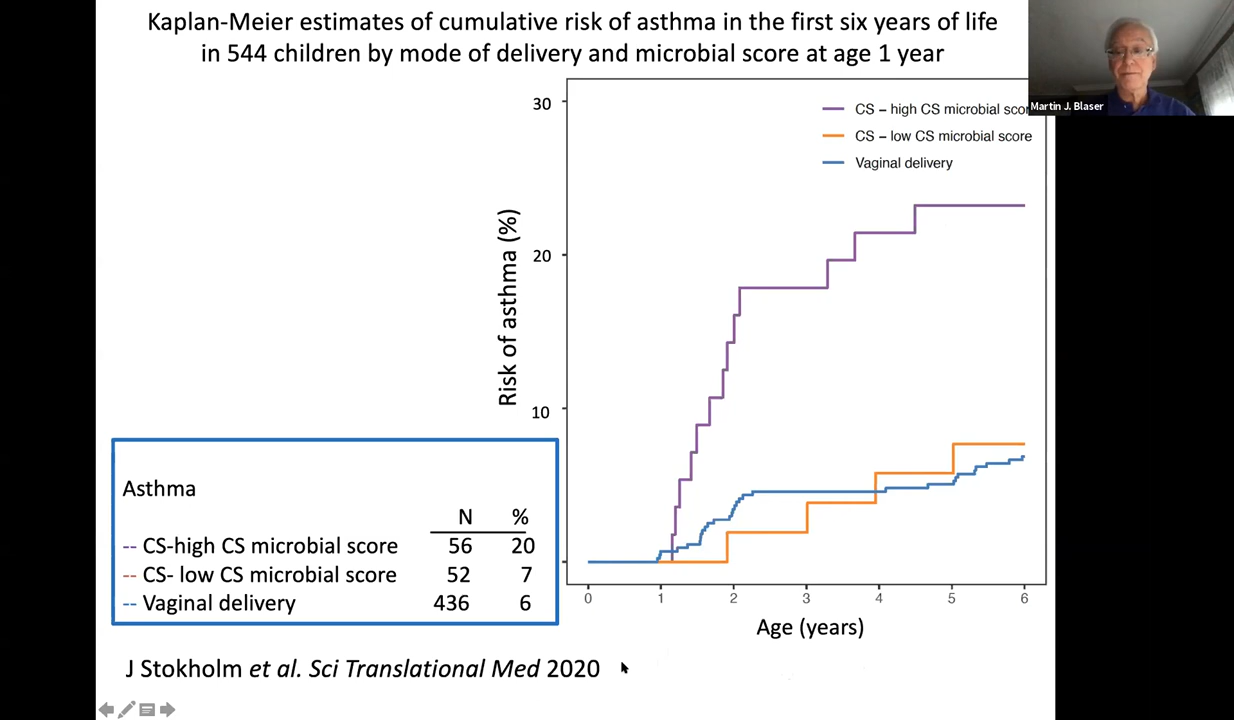 Kaplan-Meier estimates of cumulative risk of asthma in the first six years of life
in 544 children by mode of delivery and microbial score at age 1 year
Martin J. Blaser
30
20
10
Risk of asthma (%)
CS – high CS microbial
CS – low CS microbial score
Vaginal delivery
0 1 2 3 4 5 6
Age (years)
Asthma
N %
-- CS-high CS microbial score 56 20
-- CS- low CS microbial score 52 7
-- Vaginal delivery 436 6
J Stokholm et al. Sci Translational Med 2020